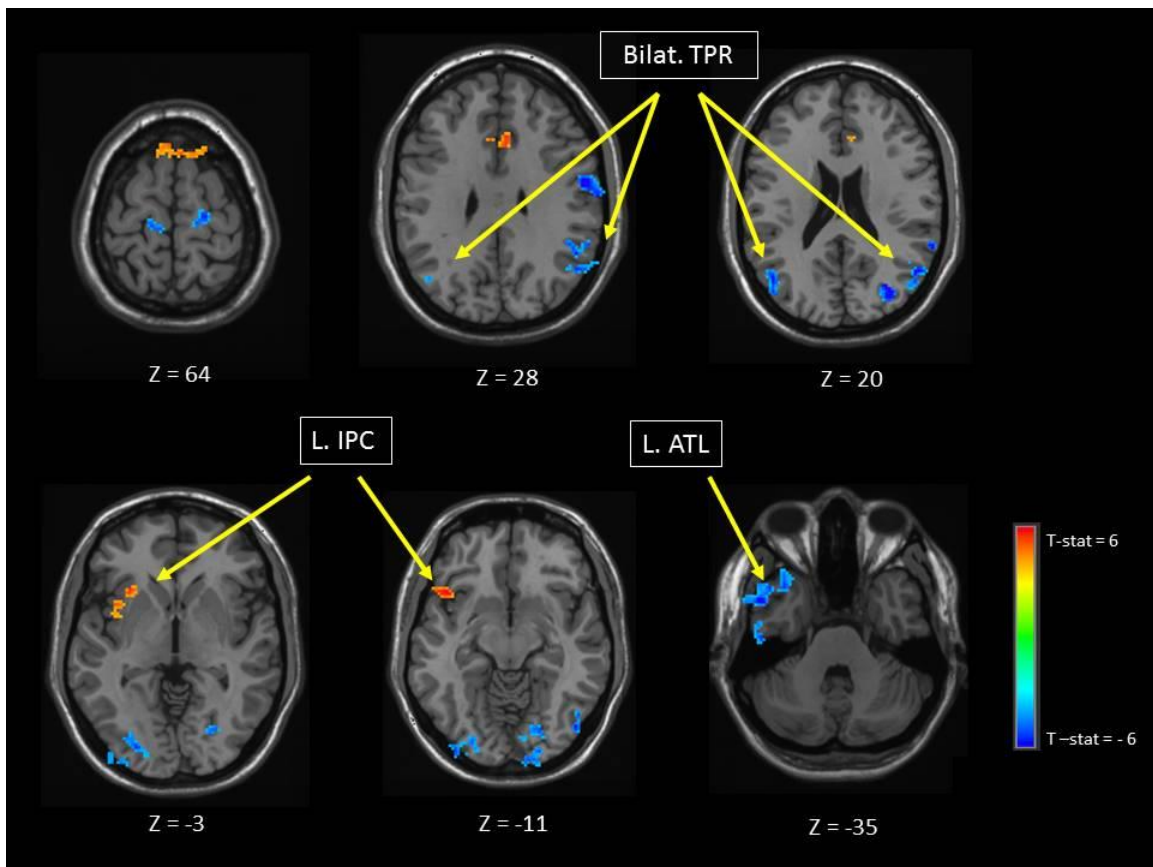 Bilat. TPR
Z = 64
Z = 28
Z = 20
L. IPC
L. ATL
T-stat = 6
T–stat = - 6
Z = -3
Z = -11
Z = -35